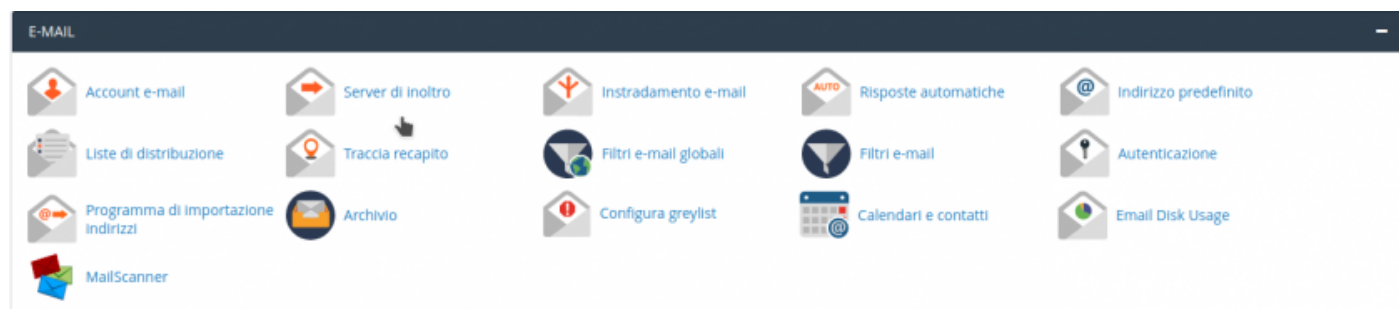 E-MAIL
Account e-mail
Server di inoltro
Instradamento e-mail
AUTO
Risposte automatiche
@
Indirizzo predefinito
Liste di distribuzione
Traccia recapito
Filtri e-mail globali
Filtri e-mail
Autenticazione
@
Programma di importazione
indirizzi
Archivio
Configura greylist
@
Calendari e contatti
Email Disk Usage
MailScanner